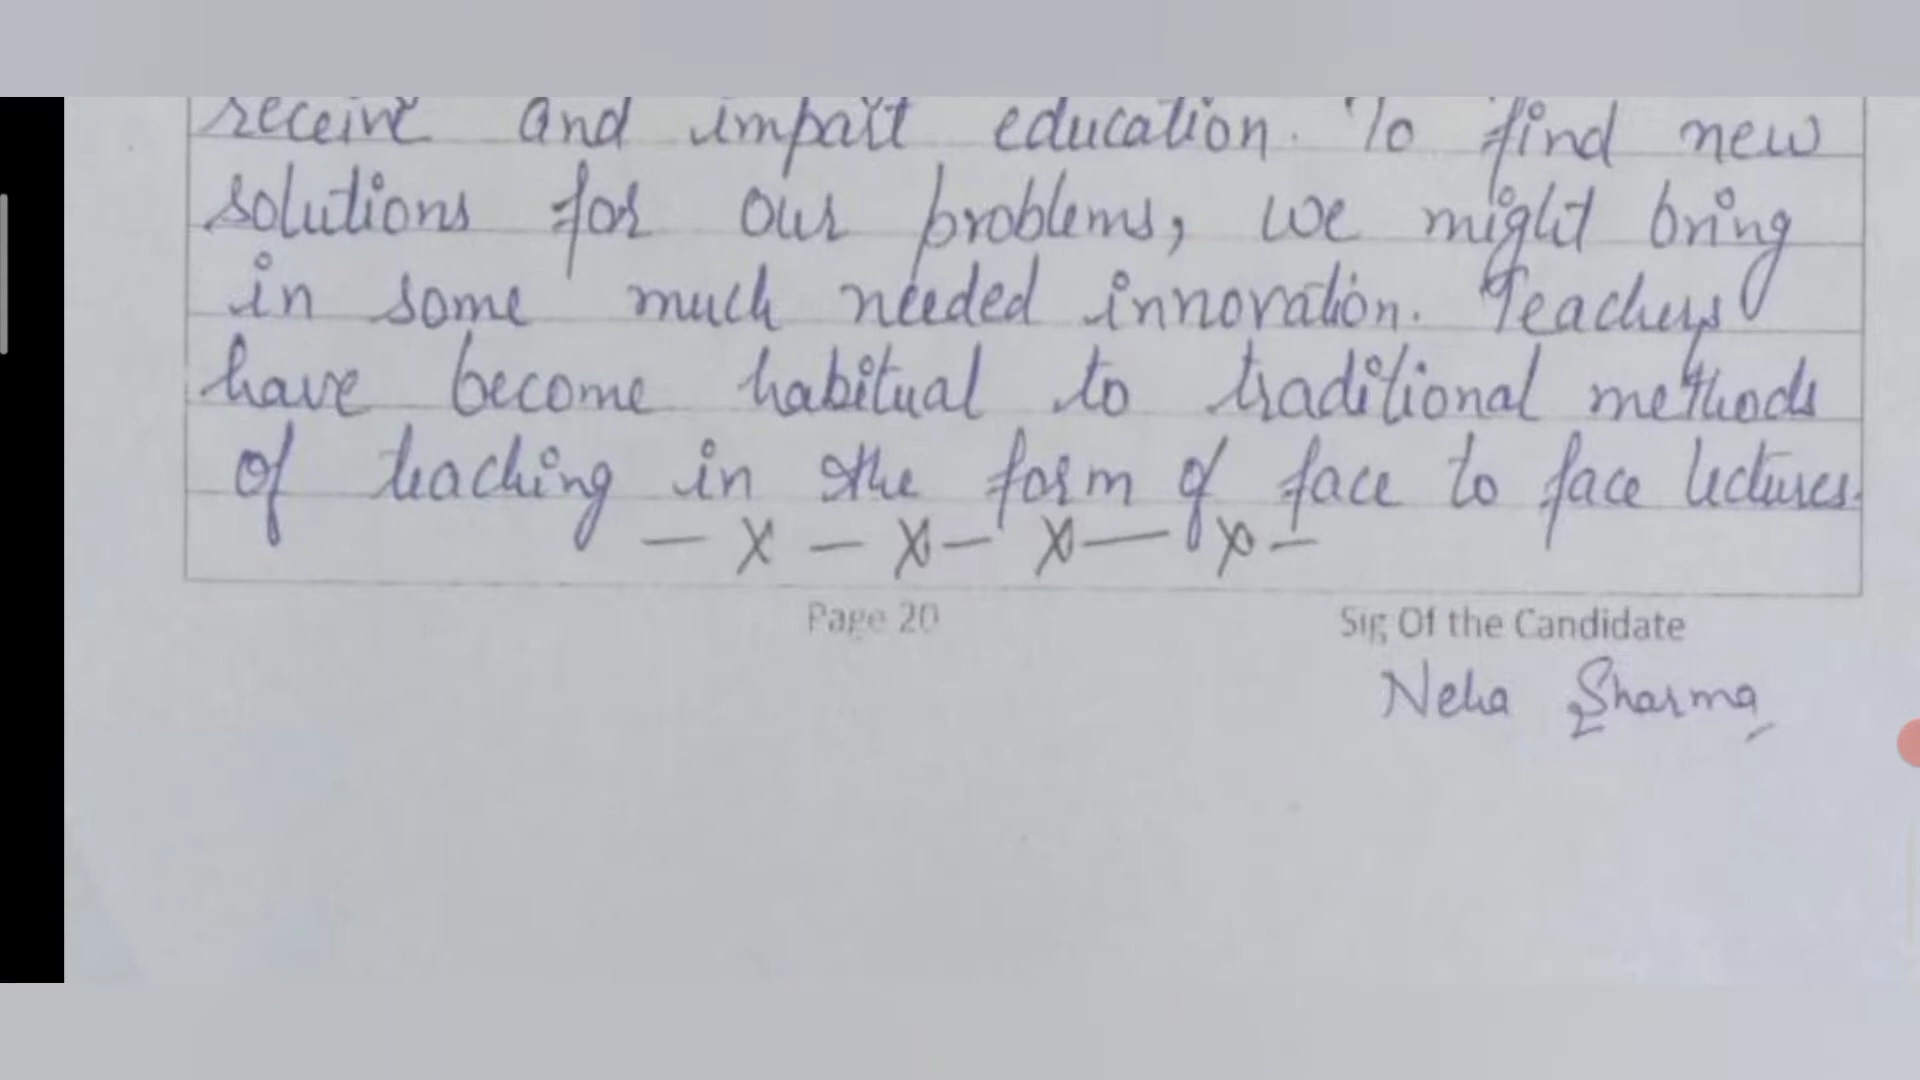 receive and impart education. To find new
solutions for our problems, we might bring
in some much needed innovation. Teachers
have become habitual to traditional methods
of teaching in the form of face to face lectures.
— x — x — x — x —
Page 20
Sig Of the Candidate
Neha Sharma